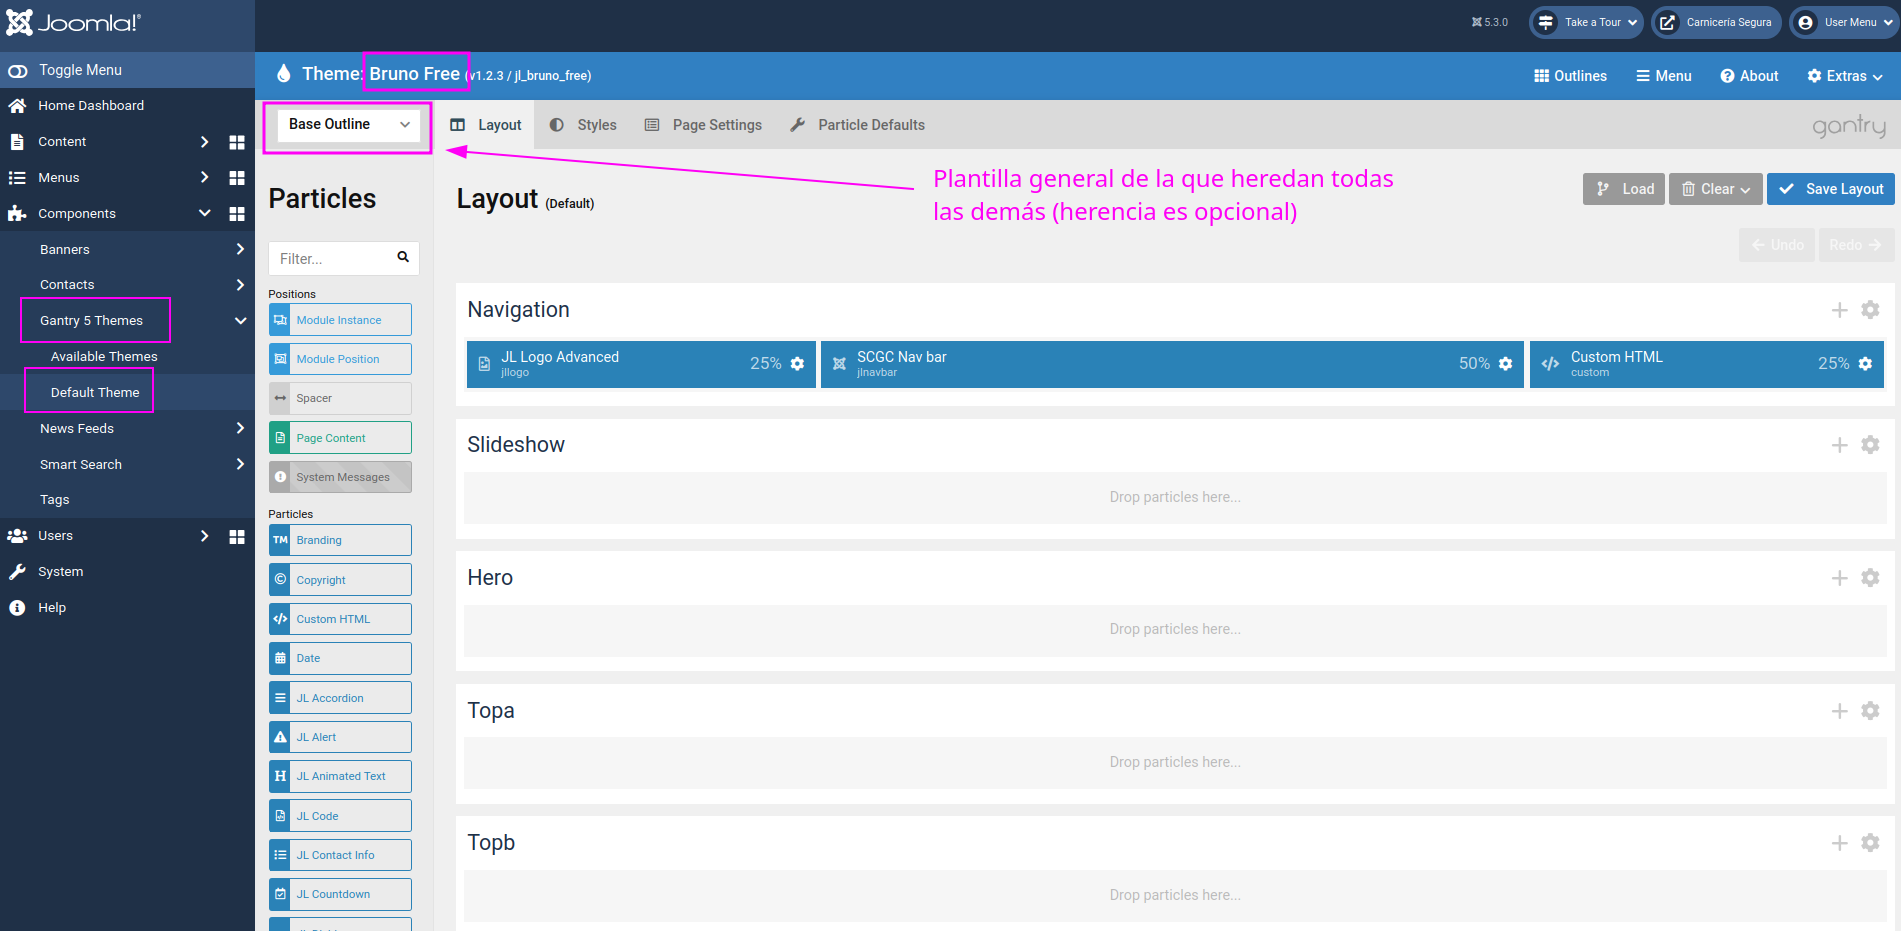 Joomla!
5.3.0
Take a Tour
Carnicería Segura
User Menu
Toggle Menu
Home Dashboard
Content
Menus
Components
Banners
Contacts
Gantry 5 Themes
Available Themes
Default Theme
News Feeds
Smart Search
Tags
Users
System
Help
Theme: Bruno Free (v1.2.3 / jl_bruno_free)
Outlines
Menu
About
Extras
Base Outline
Layout
Styles
Page Settings
Particle Defaults
gantry
Particles
Filter...
Positions
Module Instance
Module Position
Spacer
Page Content
System Messages
Particles
TM Branding
Copyright
Custom HTML
Date
JL Accordion
JL Alert
H JL Animated Text
JL Code
JL Contact Info
JL Countdown
Layout (Default)
Plantilla general de la que heredan todas
las demás (herencia es opcional)
Load
Clear
Save Layout
Undo
Redo
Navigation
JL Logo Advanced
jllogo
25%
SCGC Nav bar
jlnavbar
50%
Custom HTML
custom
25%
Slideshow
Drop particles here...
Hero
Drop particles here...
Topa
Drop particles here...
Topb
Drop particles here...